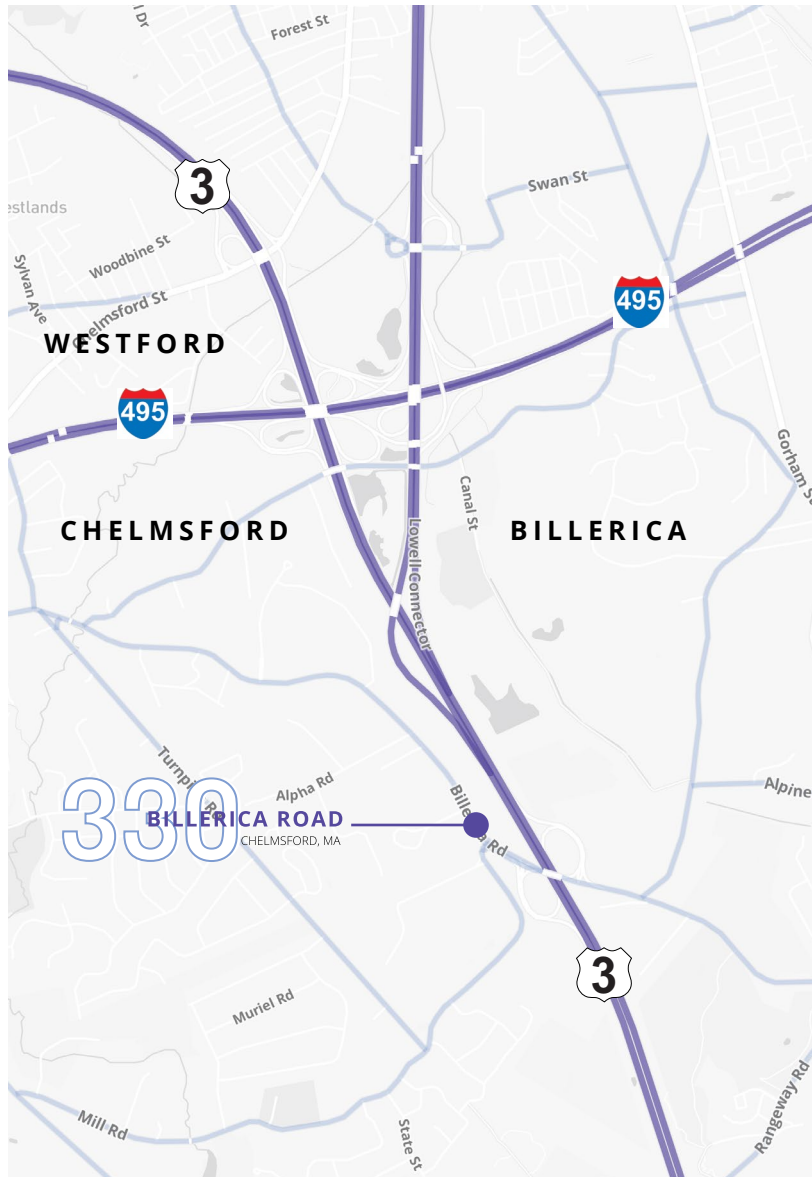 l Dr
Forest St
3
Swan St
estlands
Woodbine St
Sylvan Ave
495
Chelmsford St
WESTFORD
495
Gorham St
Canal St
CHELMSFORD
BILLERICA
Lowell Connector
Turnpike Rd
Alpha Rd
Billerica Rd
Alpine
330
BILLERICA ROAD
CHELMSFORD, MA
3
Muriel Rd
Rangeway Rd
Mill Rd
State St